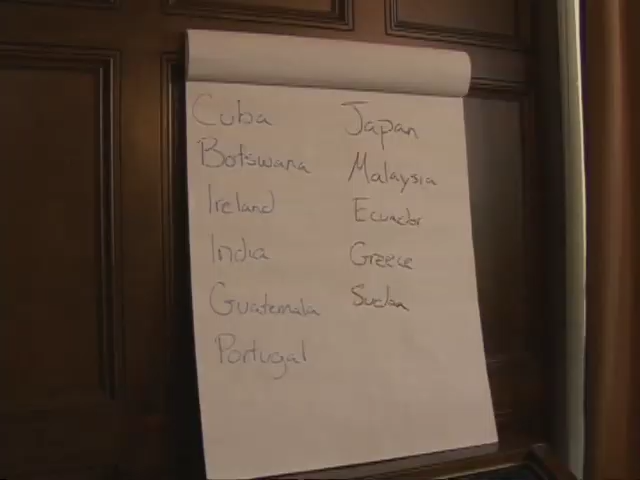 Cuba
Botswana
Ireland
India
Guatemala
Portugal
Japan
Malaysia
Ecuador
Greece
Sudan